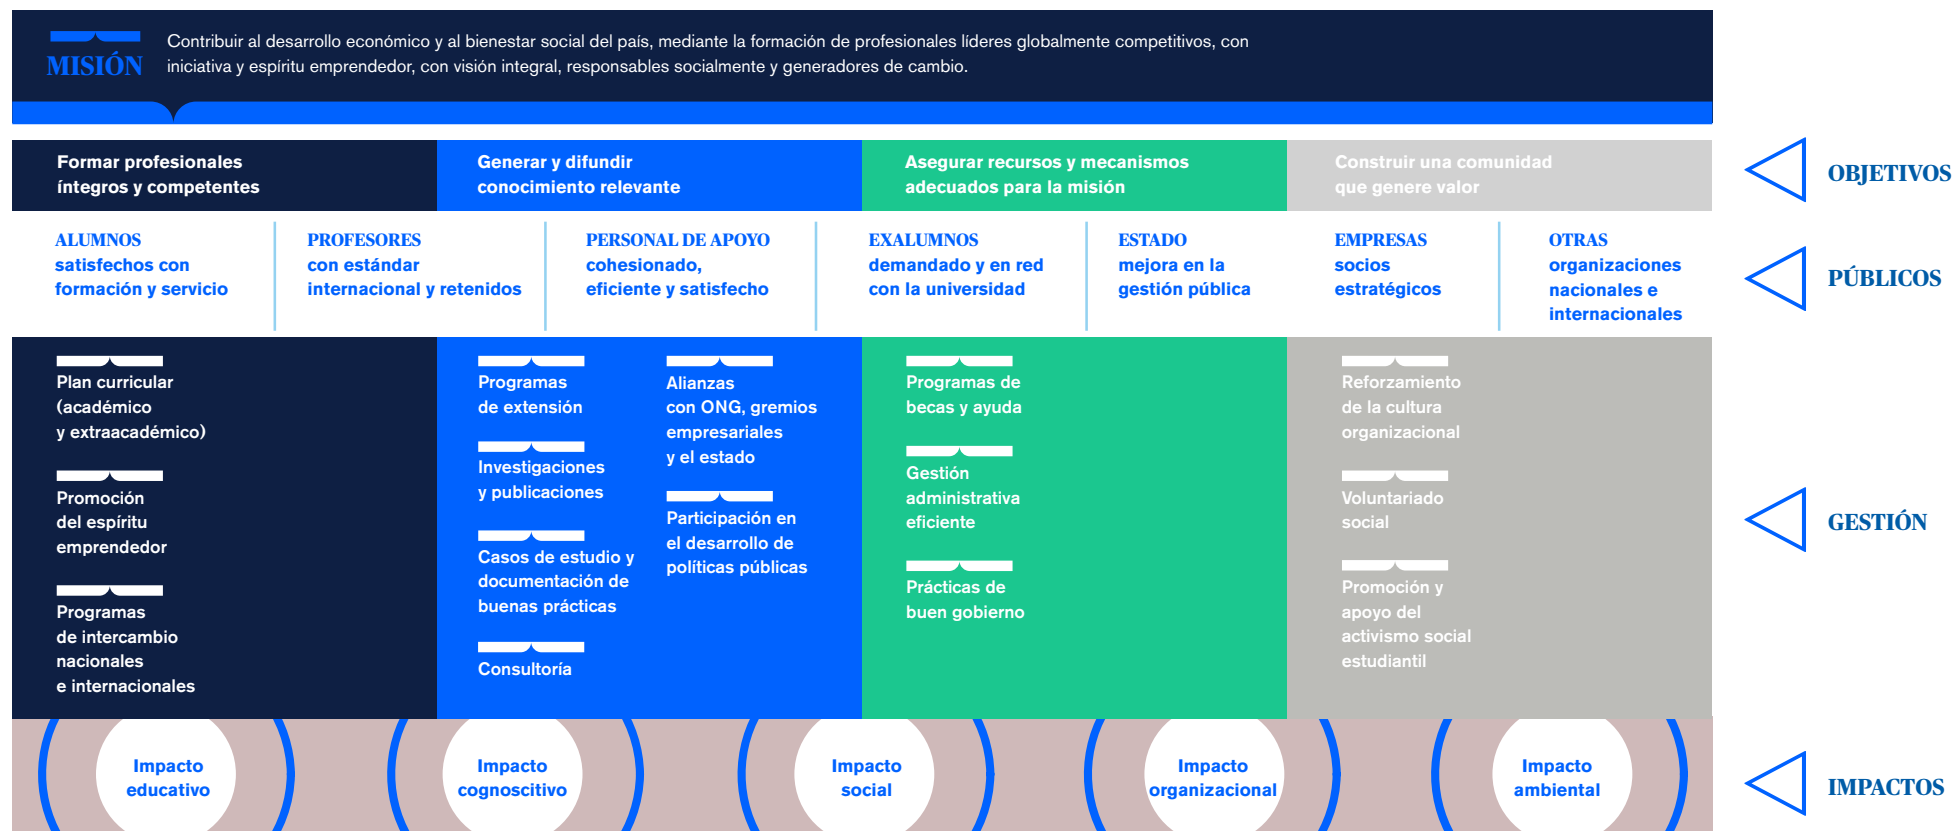 MISIÓN
Contribuir al desarrollo económico y al bienestar social del país, mediante la formación de profesionales líderes globalmente competitivos, con
iniciativa y espíritu emprendedor, con visión integral, responsables socialmente y generadores de cambio.
Formar profesionales
íntegros y competentes
Generar y difundir
conocimiento relevante
Asegurar recursos y mecanismos
adecuados para la misión
Construir una comunidad
que genere valor
OBJETIVOS
ALUMNOS
satisfechos con
formación y servicio
PROFESORES
con estándar
internacional y retenidos
PERSONAL DE APOYO
cohesionado,
eficiente y satisfecho
EXALUMNOS
demandado y en red
con la universidad
ESTADO
mejora en la
gestión pública
EMPRESAS
socios
estratégicos
OTRAS
organizaciones
nacionales e
internacionales
PÚBLICOS
Plan curricular
(académico
y extraacadémico)
Promoción
del espíritu
emprendedor
Programas
de intercambio
nacionales
e internacionales
Programas
de extensión
Investigaciones
y publicaciones
Casos de estudio y
documentación de
buenas prácticas
Consultoría
Alianzas
con ONG, gremios
empresariales
y el estado
Participación en
el desarrollo de
políticas públicas
Programas de
becas y ayuda
Gestión
administrativa
eficiente
Prácticas de
buen gobierno
Reforzamiento
de la cultura
organizacional
Voluntariado
social
Promoción y
apoyo del
activismo social
estudiantil
GESTIÓN
Impacto
educativo
Impacto
cognoscitivo
Impacto
social
Impacto
organizacional
Impacto
ambiental
IMPACTOS